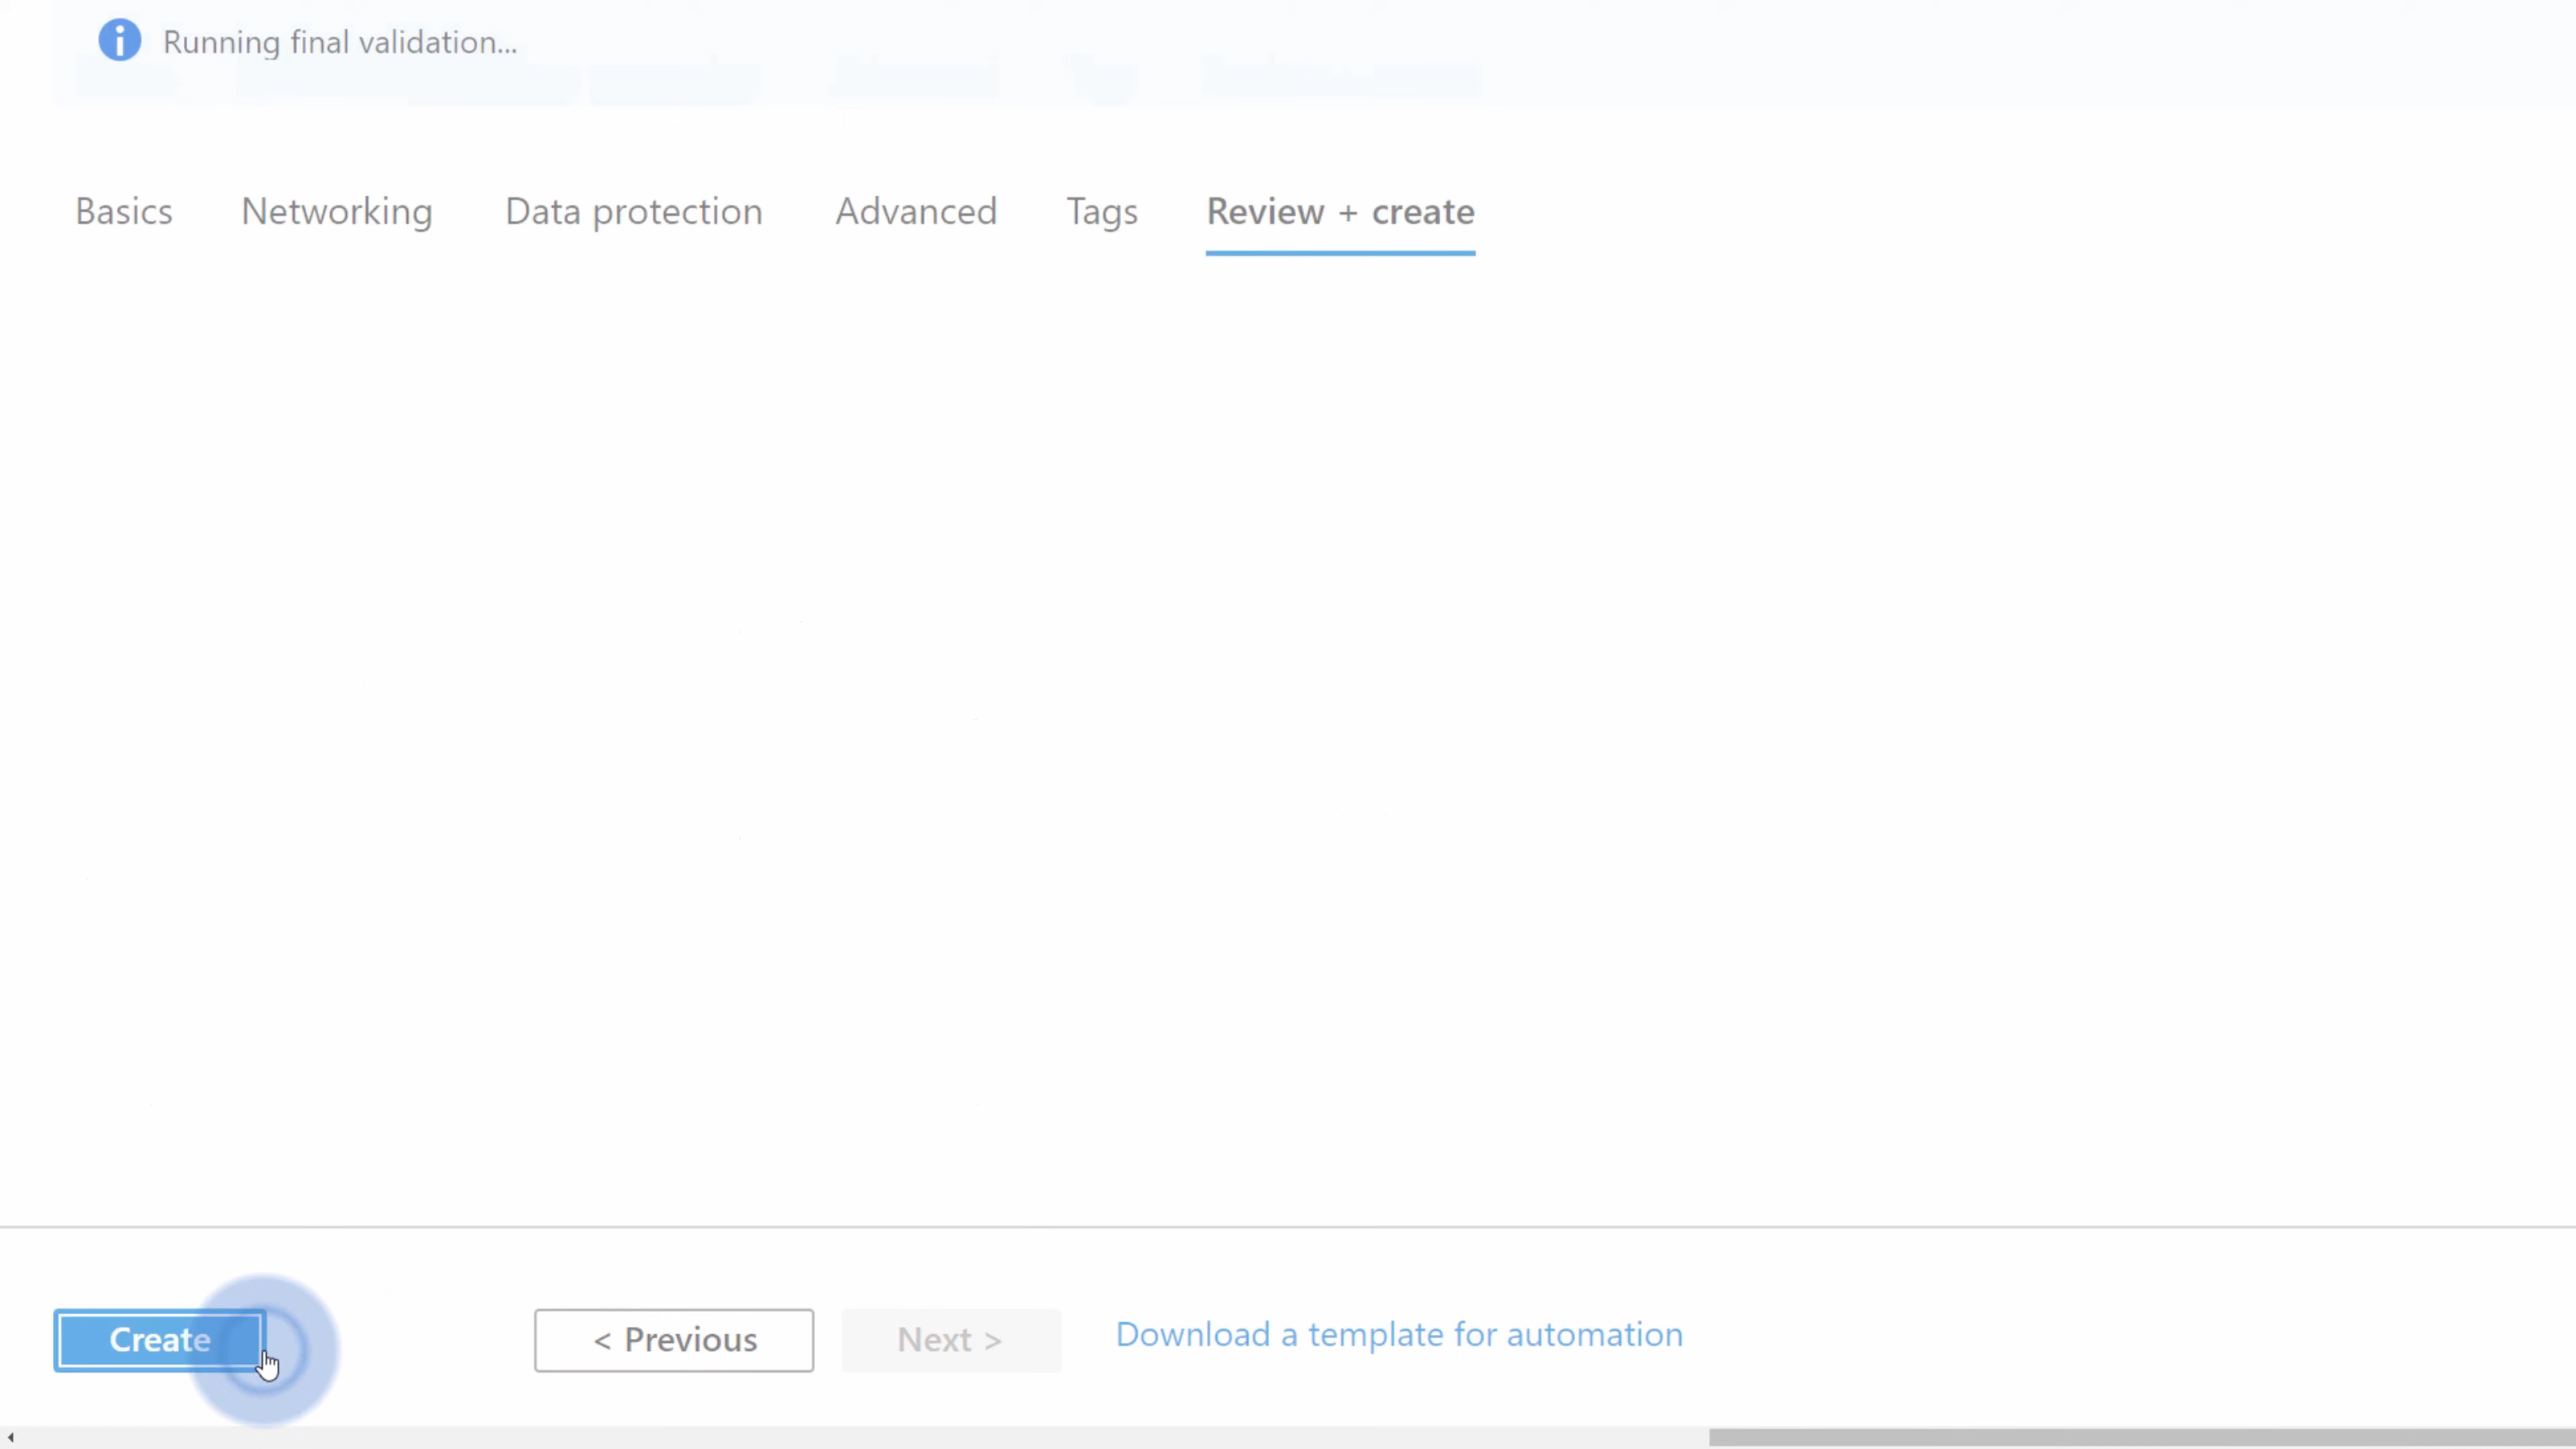 Running final validation...
Basics Networking Data protection Advanced Tags Review + create
Create < Previous Next > Download a template for automation